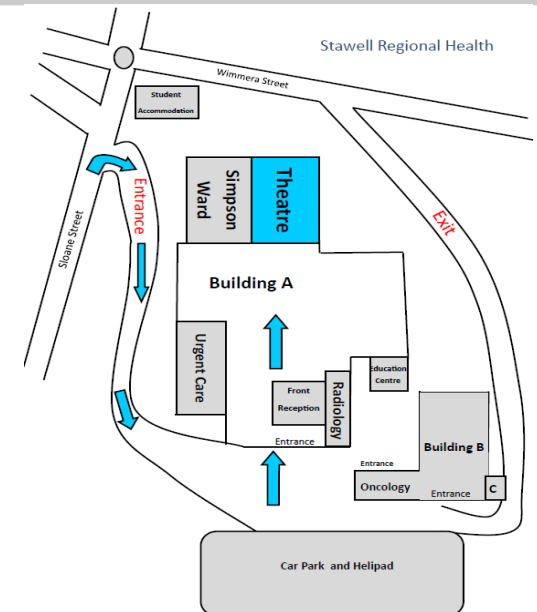 Stawell Regional Health
Wimmera Street
Student
Accommodation
Entrance
Sloane Street
Simpson
Ward
Theatre
Exit
Building A
Urgent Care
Front
Reception
Radiology
Education
Centre
Entrance
Building B
Entrance
Oncology
Entrance
C
Car Park and Helipad